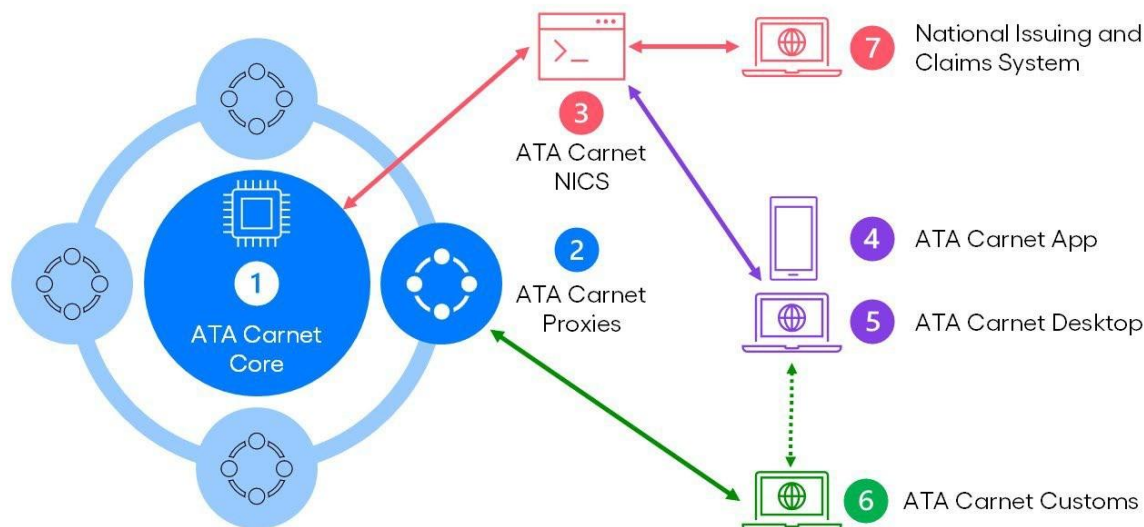 1
ATA Carnet
Core
2
ATA Carnet
Proxies
>_
3
ATA Carnet
NICS
7
National Issuing and
Claims System
4
ATA Carnet App
5
ATA Carnet Desktop
6
ATA Carnet Customs